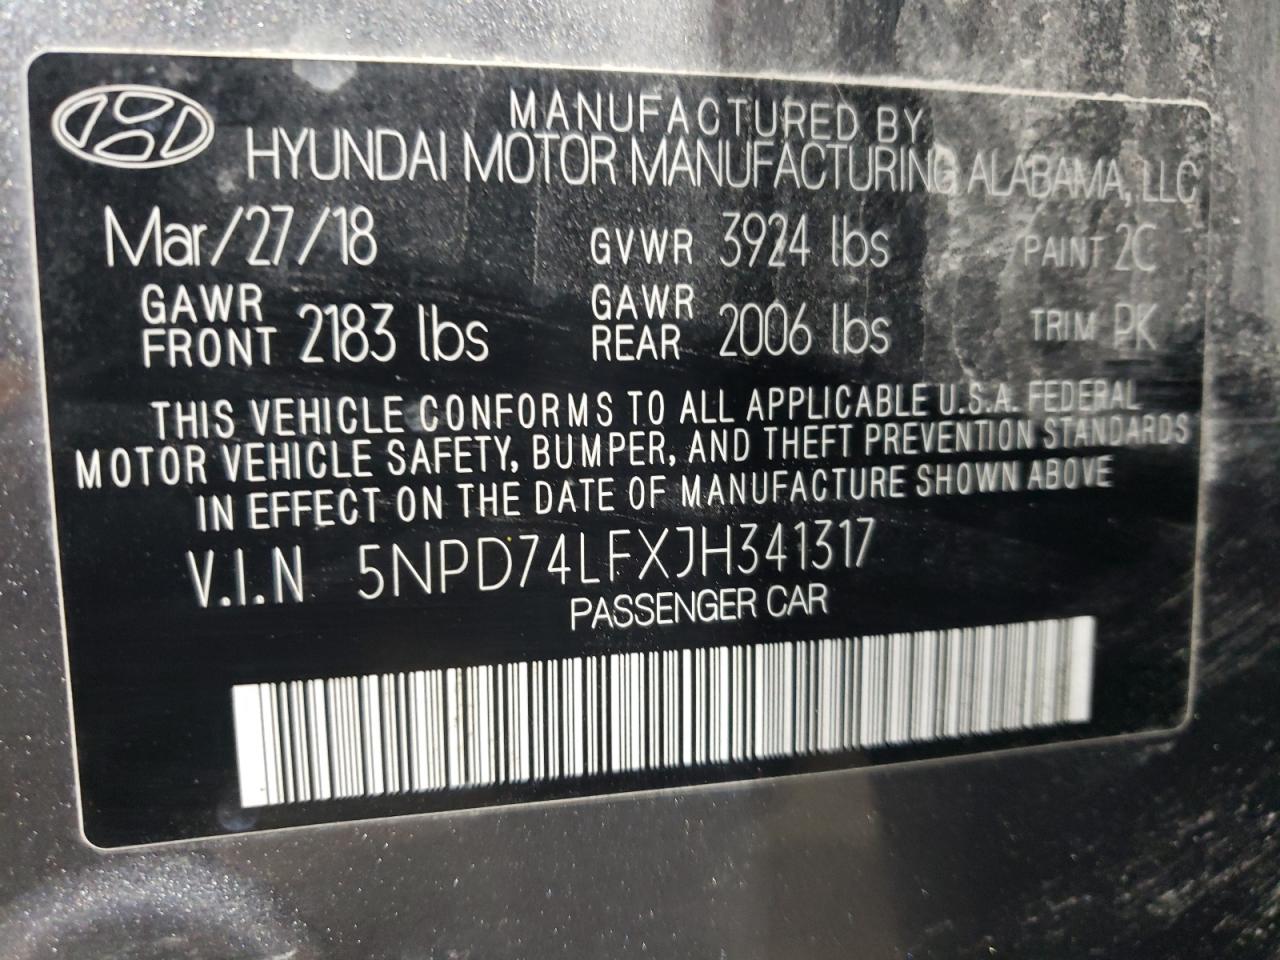 MANUFACTURED BY
HYUNDAI MOTOR MANUFACTURING ALABAMA, LLC
Mar/27/18 GVWR 3924 lbs PAINT 2C
GAWR FRONT 2183 lbs GAWR REAR 2006 lbs TRIM PK
THIS VEHICLE CONFORMS TO ALL APPLICABLE U.S.A. FEDERAL
MOTOR VEHICLE SAFETY, BUMPER, AND THEFT PREVENTION STANDARDS
IN EFFECT ON THE DATE OF MANUFACTURE SHOWN ABOVE
V.I.N 5NPD74LFXJH341317
PASSENGER CAR